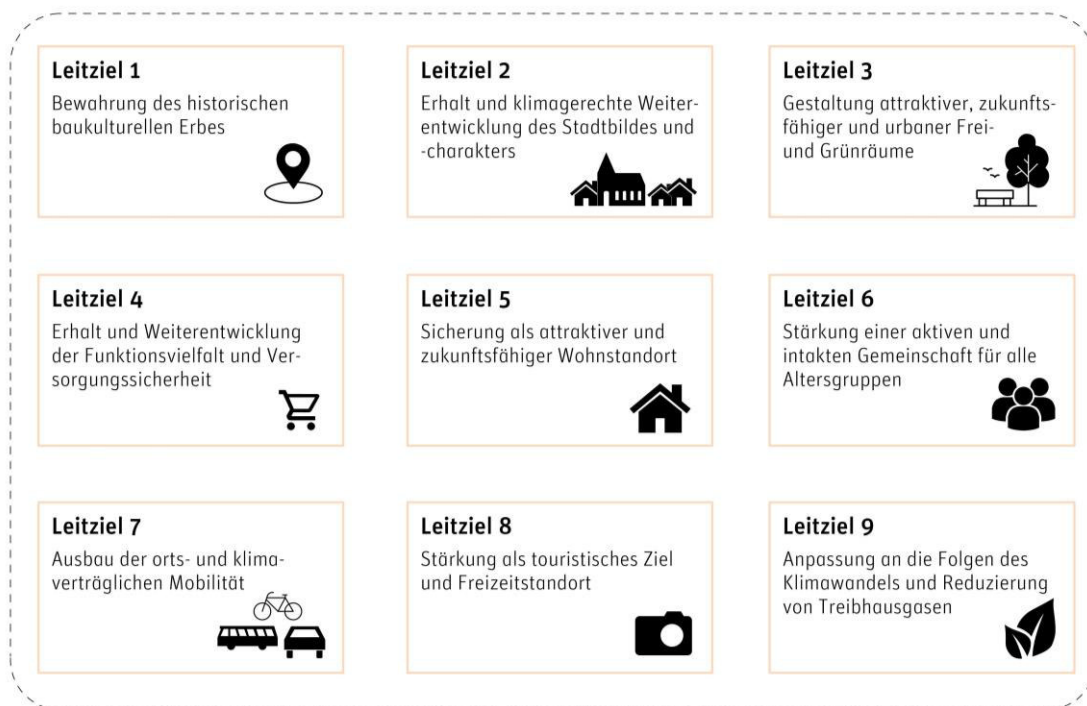 Leitziel 1
Bewahrung des historischen
baukulturellen Erbes
Leitziel 2
Erhalt und klimagerechte Weiter-
entwicklung des Stadtbildes und
-charakters
Leitziel 3
Gestaltung attraktiver, zukunfts-
fähiger und urbaner Frei-
und Grünräume
Leitziel 4
Erhalt und Weiterentwicklung
der Funktionsvielfalt und Ver-
sorgungssicherheit
Leitziel 5
Sicherung als attraktiver und
zukunftsfähiger Wohnstandort
Leitziel 6
Stärkung einer aktiven und
intakten Gemeinschaft für alle
Altersgruppen
Leitziel 7
Ausbau der orts- und klima-
verträglichen Mobilität
Leitziel 8
Stärkung als touristisches Ziel
und Freizeitstandort
Leitziel 9
Anpassung an die Folgen des
Klimawandels und Reduzierung
von Treibhausgasen